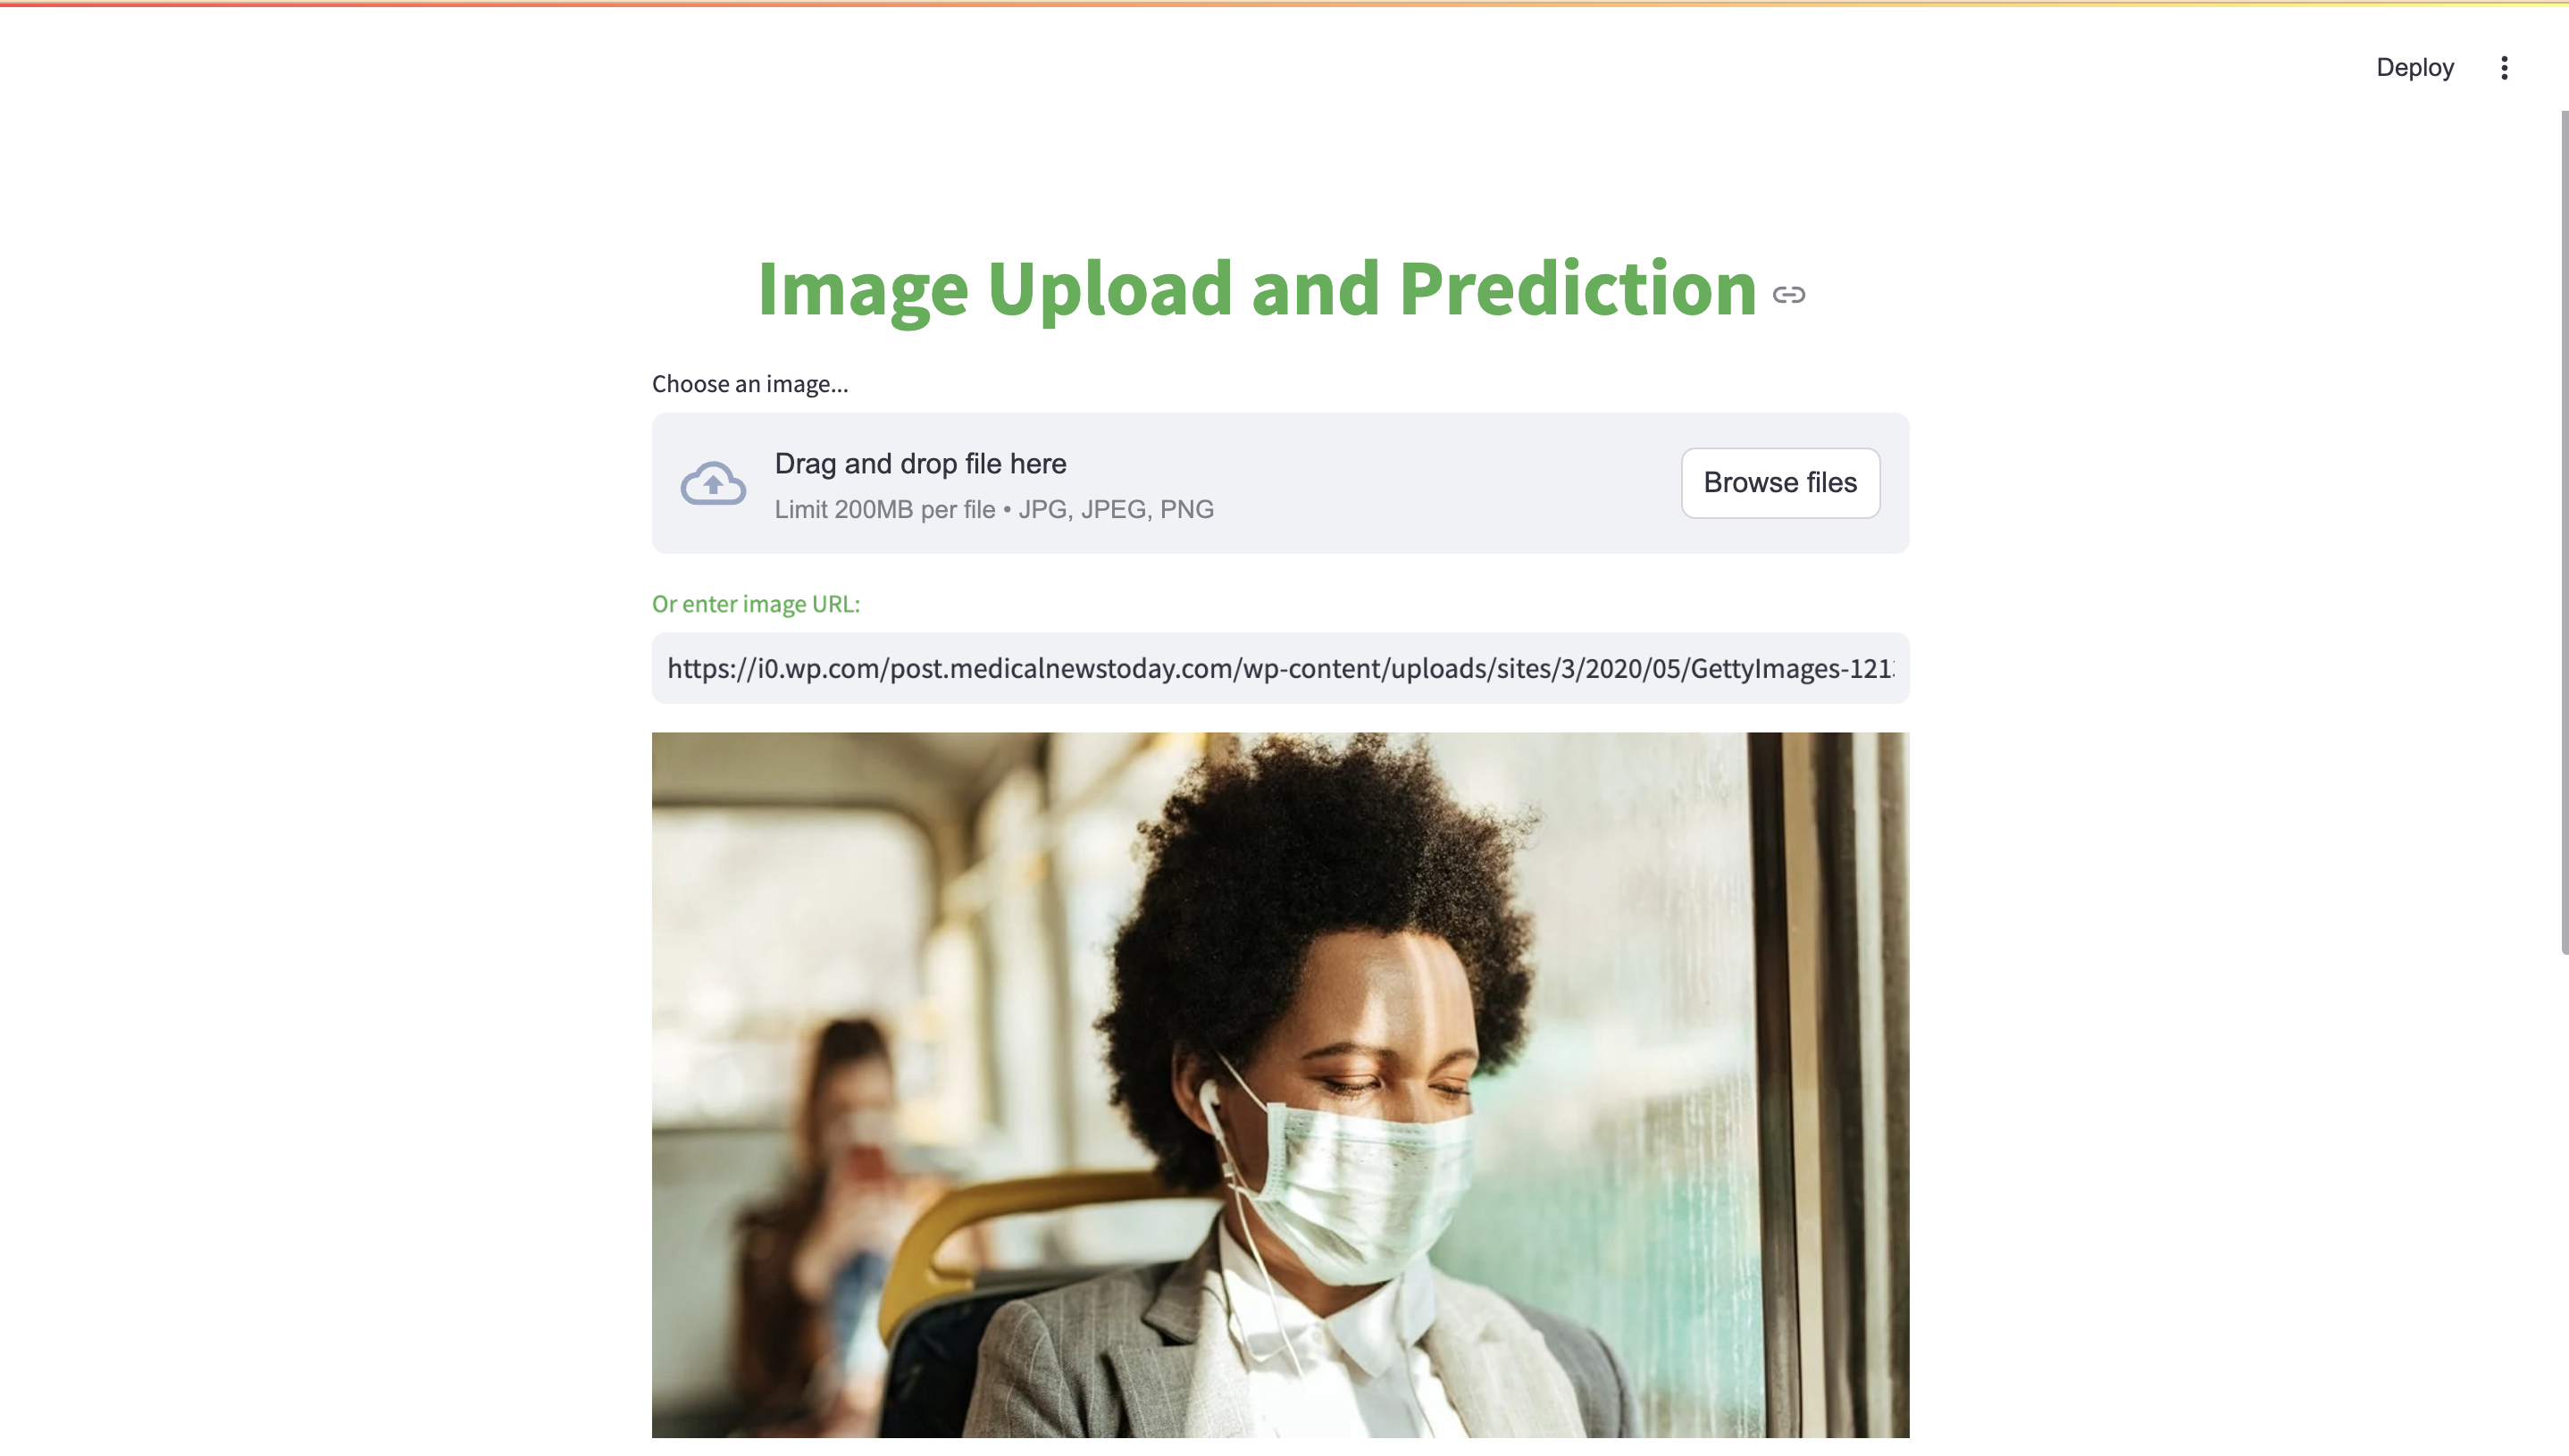 Deploy
Image Upload and Prediction
Choose an image...
Drag and drop file here
Limit 200MB per file • JPG, JPEG, PNG
Browse files
Or enter image URL:
https://i0.wp.com/post.medicalnewstoday.com/wp-content/uploads/sites/3/2020/05/GettyImages-121